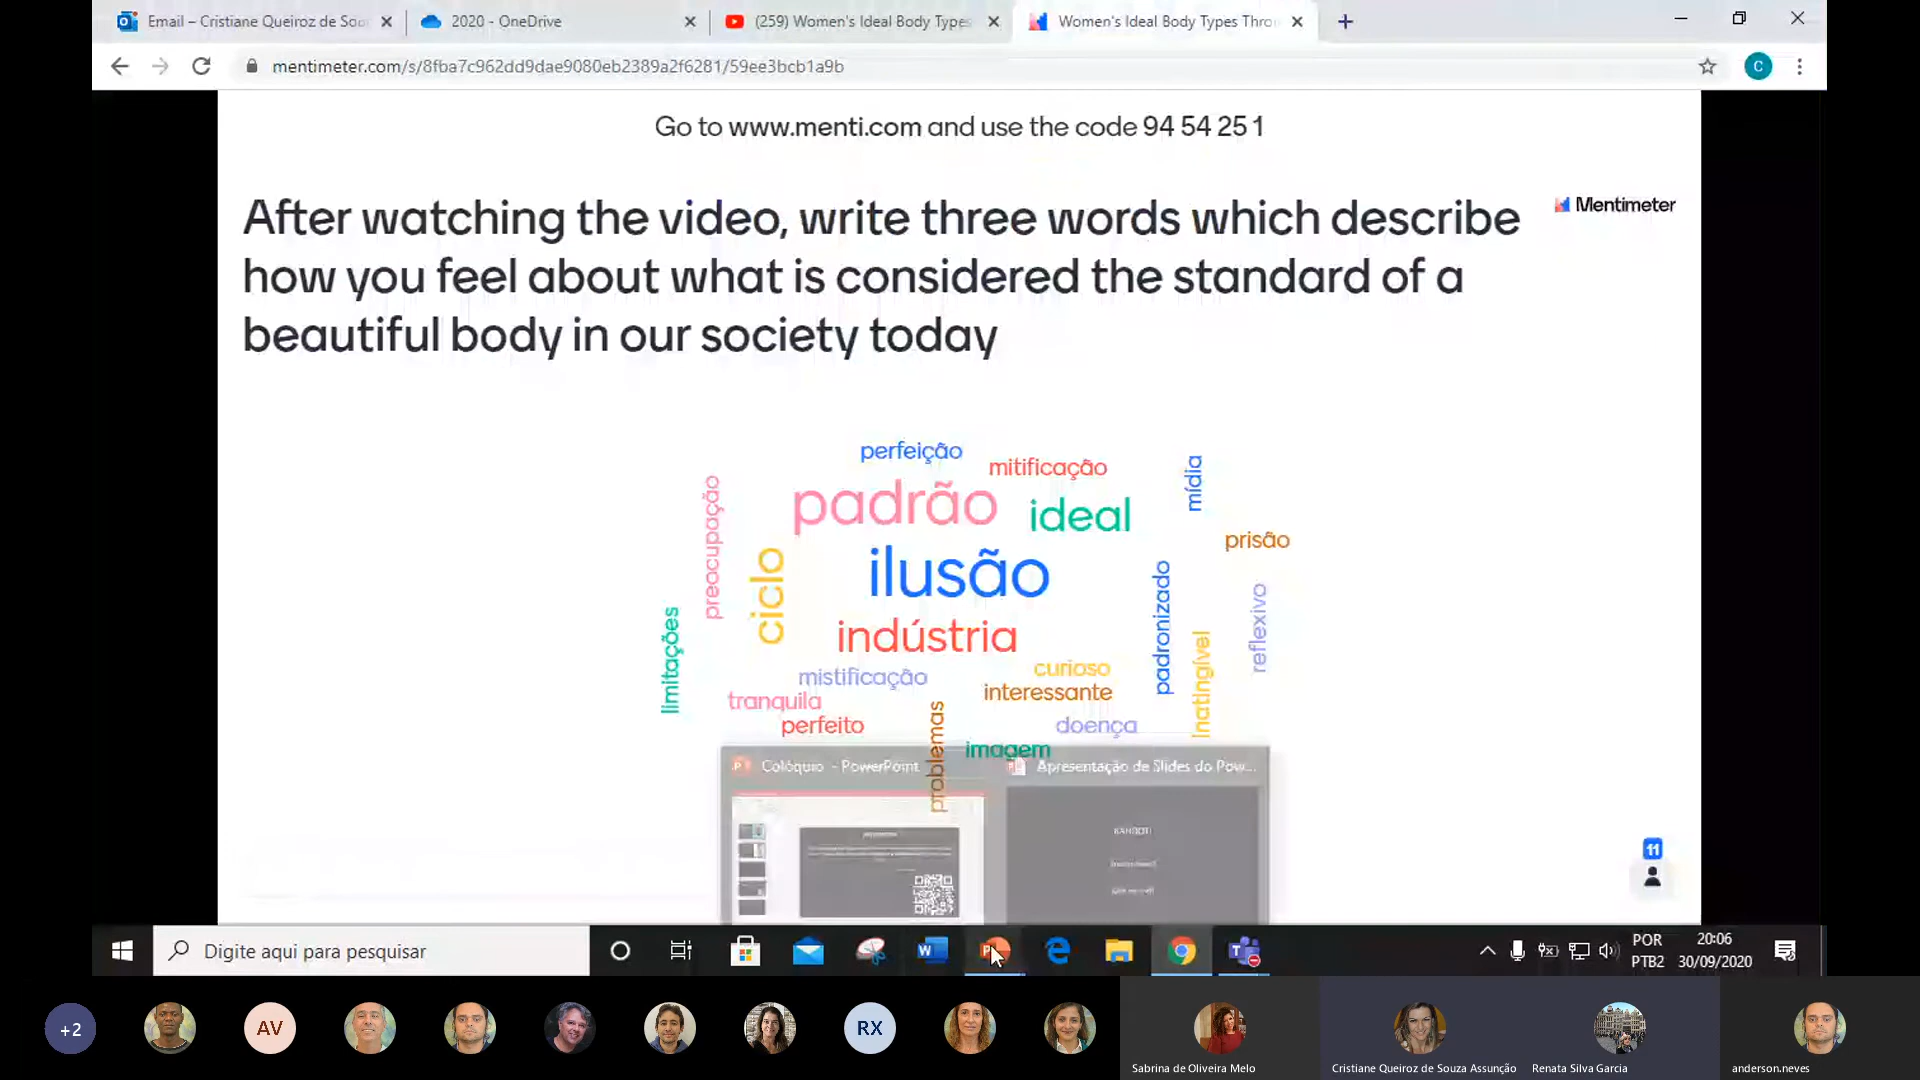 Email – Cristiane Queiroz de Sou
2020 - OneDrive
(259) Women's Ideal Body Types
Women's Ideal Body Types Throu
mentimeter.com/s/8fba7c962dd9dae9080eb2389a2f6281/59ee3bcb1a9b
C
Go to www.menti.com and use the code 94 54 25 1
Mentimeter
After watching the video, write three words which describe
how you feel about what is considered the standard of a
beautiful body in our society today
perfeição
mitificação
mídia
padrão
ideal
preocupação
prisão
ciclo
ilusão
padronizado
reflexivo
limitações
indústria
Inatingível
mistificação
curioso
interessante
tranquila
perfeito
problemas
doença
imagem
Colóquio - PowerPoint
Apresentação de Slides do Pow...
KAHOOT!
11
Digite aqui para pesquisar
POR
PTB2
20:06
30/09/2020
+2
AV
RX
Sabrina de Oliveira Melo
Cristiane Queiroz de Souza Assunção
Renata Silva Garcia
anderson.neves